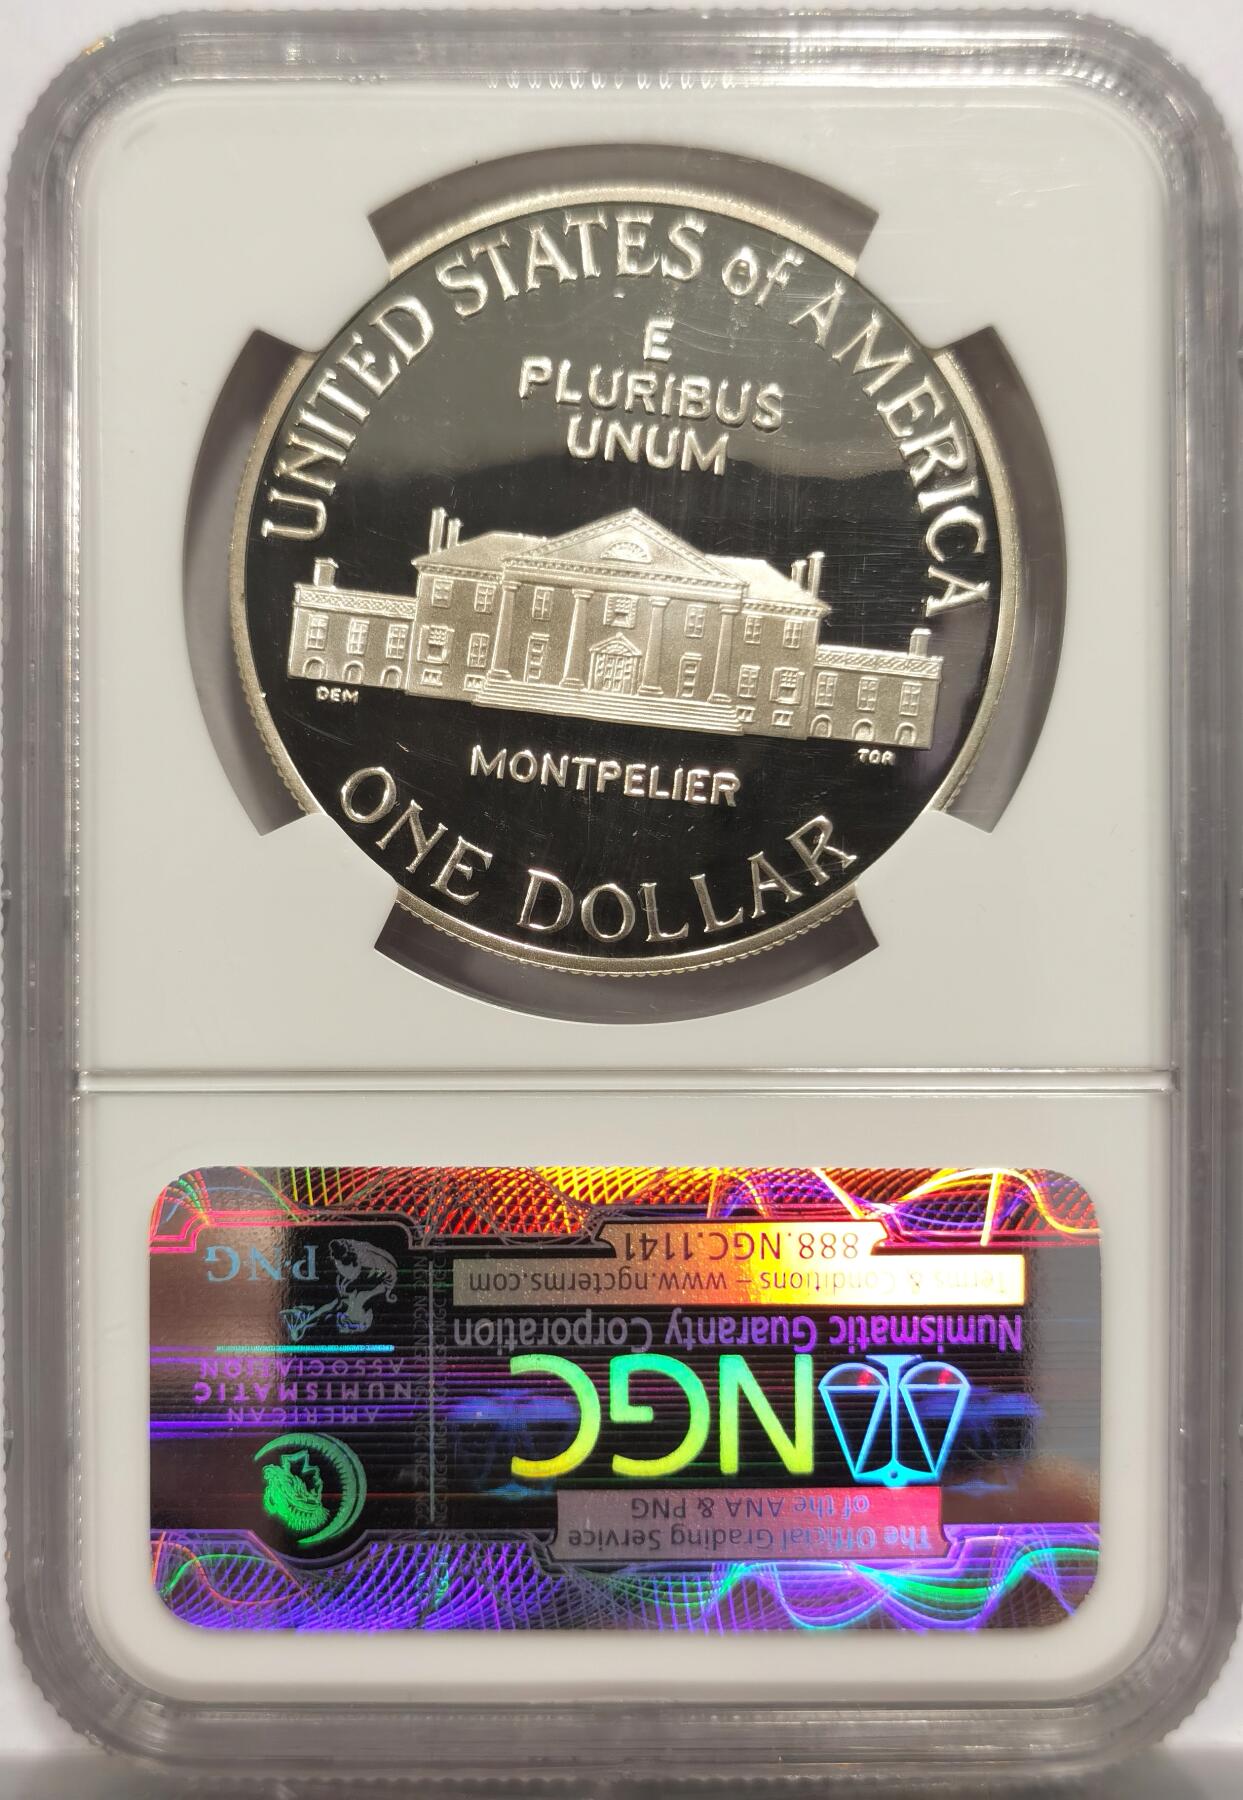 UNITED STATES of AMERICA
E
PLURIBUS
UNUM
DEM
TDR
MONTPELIER
ONE DOLLAR
The Official Grading Service
of the ANA & PNG
NGC
Numismatic Guaranty Corporation
Terms & Conditions – www.ngcterms.com
888.NGC.1141
AMERICAN
NUMISMATIC
ASSOCIATION
PNG